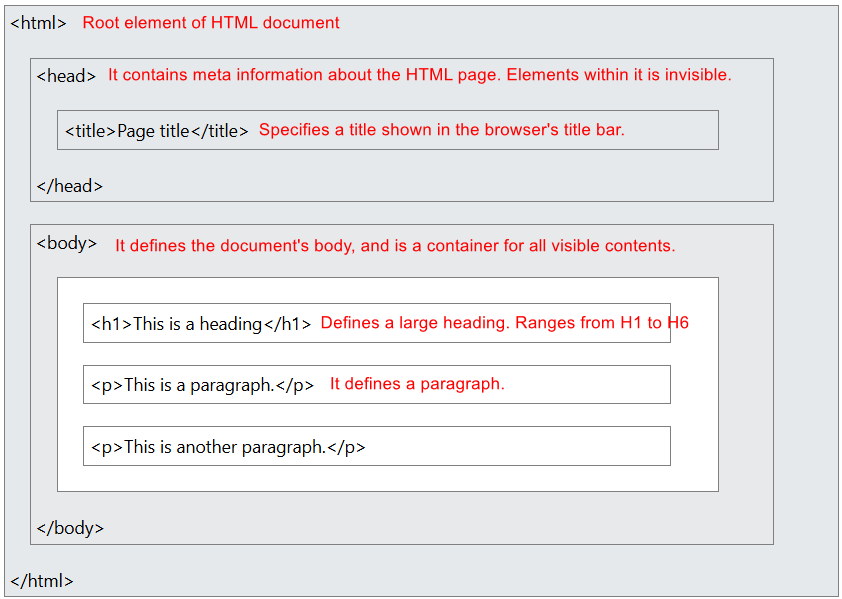 <html> Root element of HTML document
<head> It contains meta information about the HTML page. Elements within it is invisible.
<title>Page title</title> Specifies a title shown in the browser's title bar.
</head>
<body> It defines the document's body, and is a container for all visible contents.
<h1>This is a heading</h1> Defines a large heading. Ranges from H1 to H6
<p>This is a paragraph.</p> It defines a paragraph.
<p>This is another paragraph.</p>
</body>
</html>